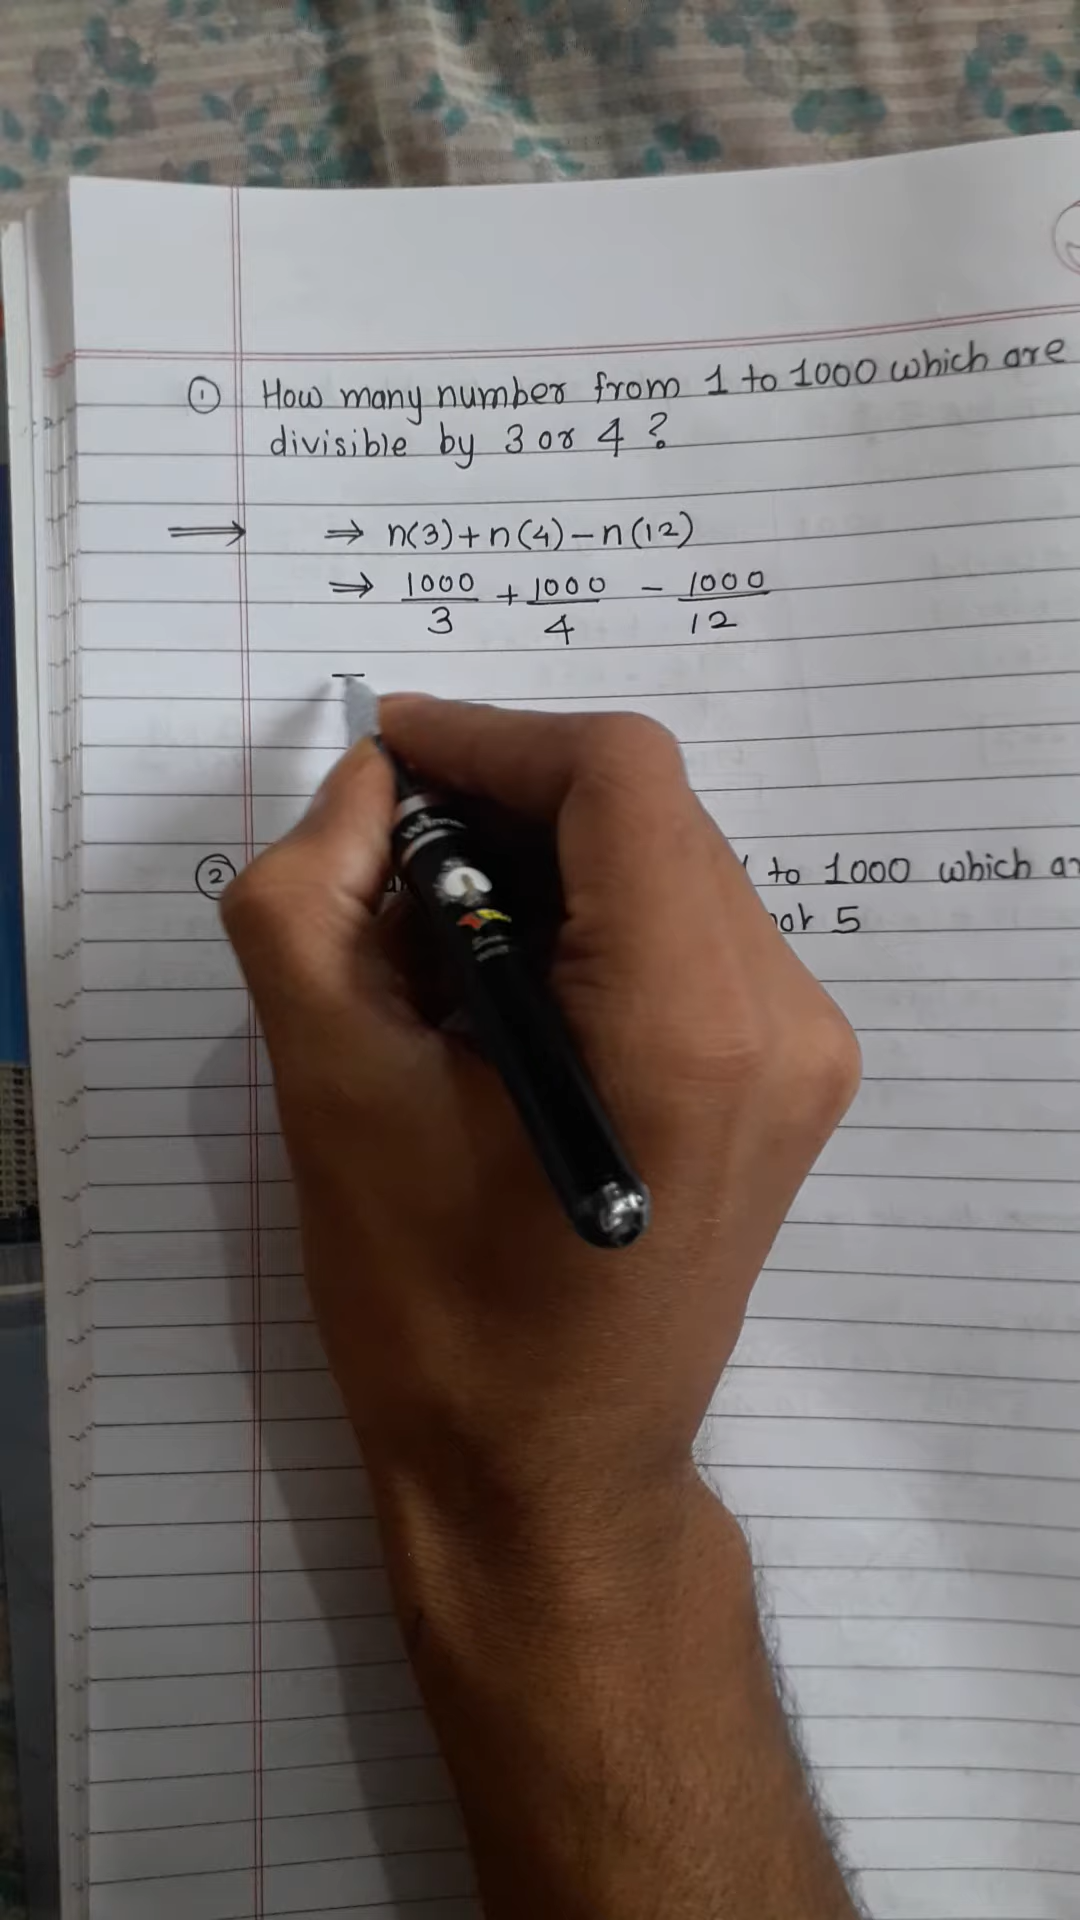 ① How many number from 1 to 1000 which are
divisible by 3 or 4 ?
⟹ ⇒ n(3)+n(4)-n(12)
⇒ 1000/3 + 1000/4 - 1000/12
② to 1000 which
5